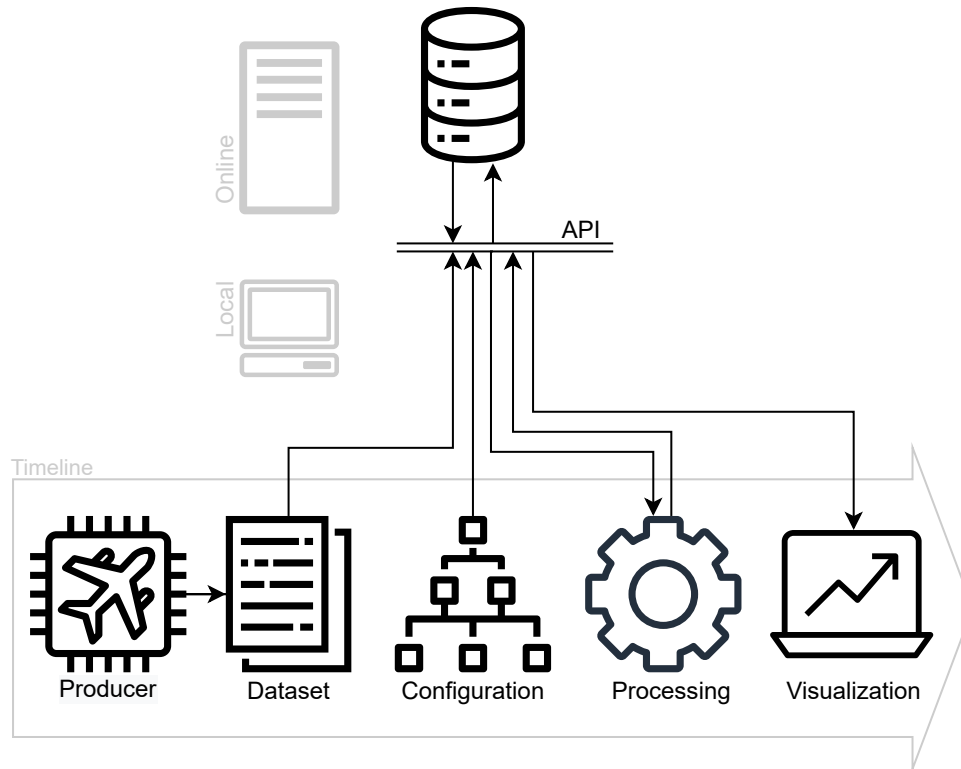 Online
API
Local
Timeline
Producer
Dataset
Configuration
Processing
Visualization